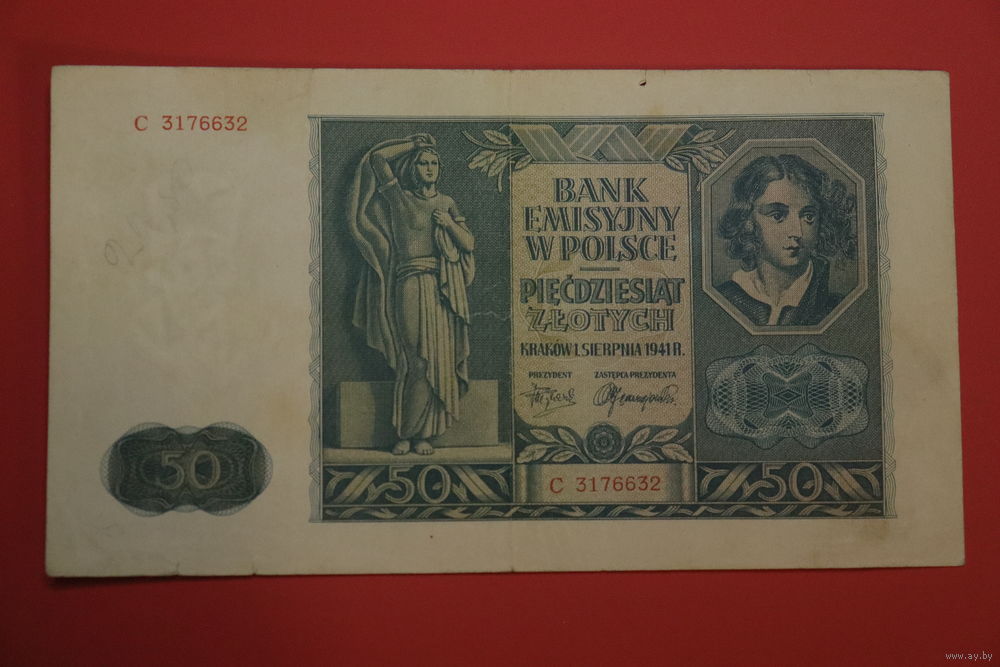 C 3176632
BANK
EMISYJNY
W POLSCE
PIĘĆDZIESIĄT
ZŁOTYCH
KRAKÓW 1. SIERPNIA 1941 R.
PREZYDENT ZASTĘPCA PREZYDENTA
50
50
C 3176632
50
www.ay.by